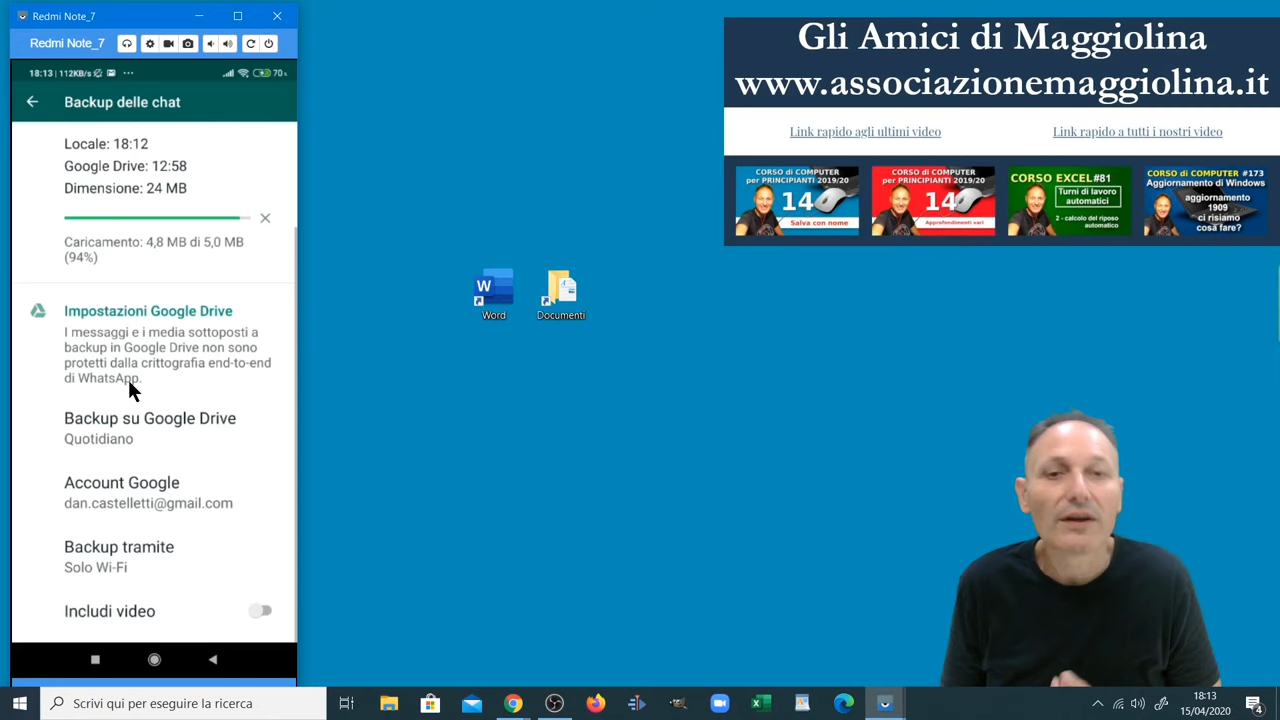 Redmi Note_7
Redmi Note_7
18:13 | 112KB/s
70
Backup delle chat
Locale: 18:12
Google Drive: 12:58
Dimensione: 24 MB
Caricamento: 4,8 MB di 5,0 MB
(94%)
Impostazioni Google Drive
I messaggi e i media sottoposti a
backup in Google Drive non sono
protetti dalla crittografia end-to-end
di WhatsApp.
Backup su Google Drive
Quotidiano
Account Google
dan.castelletti@gmail.com
Backup tramite
Solo Wi-Fi
Includi video
Word
Documenti
Gli Amici di Maggiolina
www.associazionemaggiolina.it
Link rapido agli ultimi video
Link rapido a tutti i nostri video
CORSO di COMPUTER
per PRINCIPIANTI 2019/20
14
Salva con nome
CORSO di COMPUTER
per PRINCIPIANTI 2019/20
14
Approfondimenti vari
CORSO EXCEL#81
Turni di lavoro
automatici
2 - calcolo del riposo
automatico
CORSO di COMPUTER #173
Aggiornamento di Windows
aggiornamento
1909
ci risiamo
cosa fare?
Scrivi qui per eseguire la ricerca
18:13
15/04/2020
4